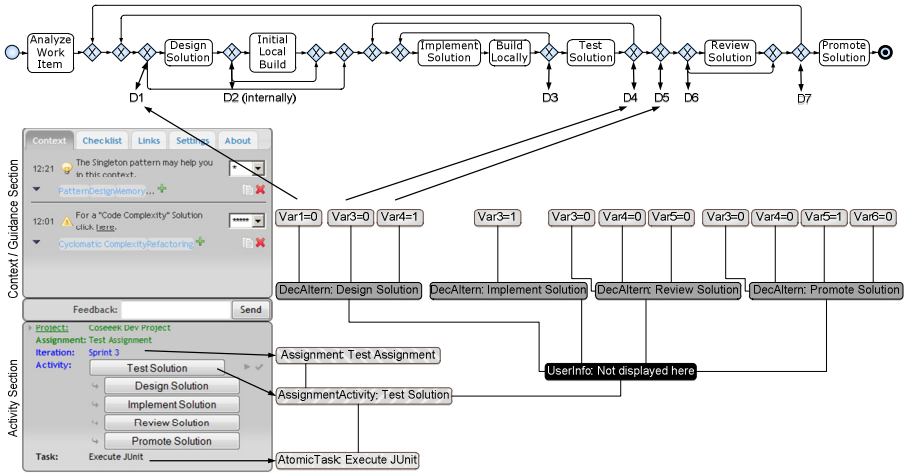 Analyze
Work
Item
X
X
X
Design
Solution
X
Initial
Local
Build
X
X
X
X
Implement
Solution
Build
Locally
X
Test
Solution
X
X
X
Review
Solution
X
X
Promote
Solution
D1
D2 (internally)
D3
D4
D5
D6
D7
Context / Guidance Section
Context
Checklist
Links
Settings
About
12:21
The Singleton pattern may help you
in this context.
*
PatternDesignMemory...
12:01
For a "Code Complexity" Solution
click here.
*****
Cyclomatic ComplexityRefactoring
Feedback:
Send
Var1=0
Var3=0
Var4=1
Var3=1
Var3=0
Var4=0
Var5=0
Var3=0
Var4=0
Var5=1
Var6=0
DecAltern: Design Solution
DecAltern: Implement Solution
DecAltern: Review Solution
DecAltern: Promote Solution
Activity Section
Project: Coseeek Dev Project
Assignment: Test Assignment
Iteration: Sprint 3
Activity:
Test Solution
Design Solution
Implement Solution
Review Solution
Promote Solution
Task: Execute JUnit
Assignment: Test Assignment
UserInfo: Not displayed here
AssignmentActivity: Test Solution
AtomicTask: Execute JUnit